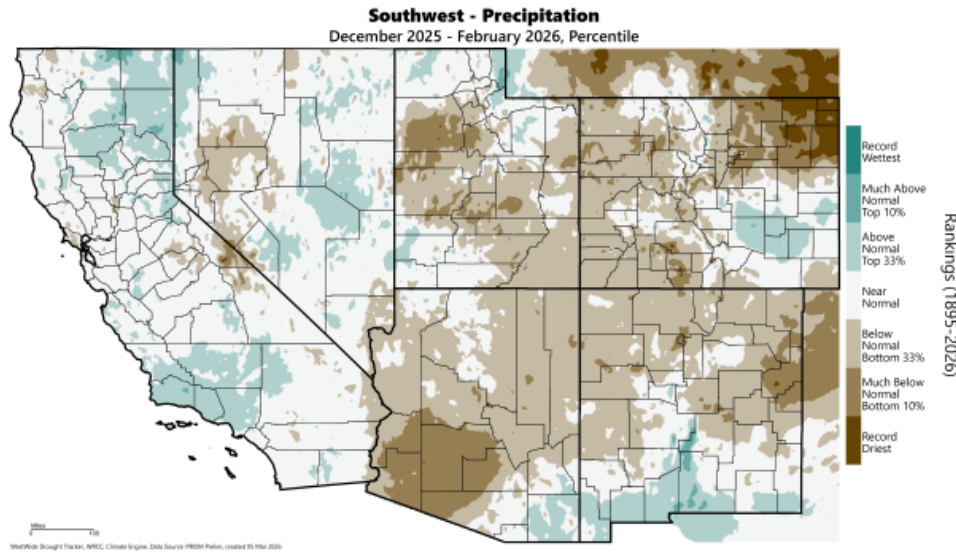 Southwest - Precipitation
December 2025 - February 2026, Percentile
Record
Wettest
Much Above
Normal
Top 10%
Above
Normal
Top 33%
Near
Normal
Below
Normal
Bottom 33%
Much Below
Normal
Bottom 10%
Record
Driest
Rankings (1895-2026)
Miles
100
WestWide Drought Tracker, WRCC, Climate Engine, Data Source: PRISM Prelim, created 05 Mar 2026